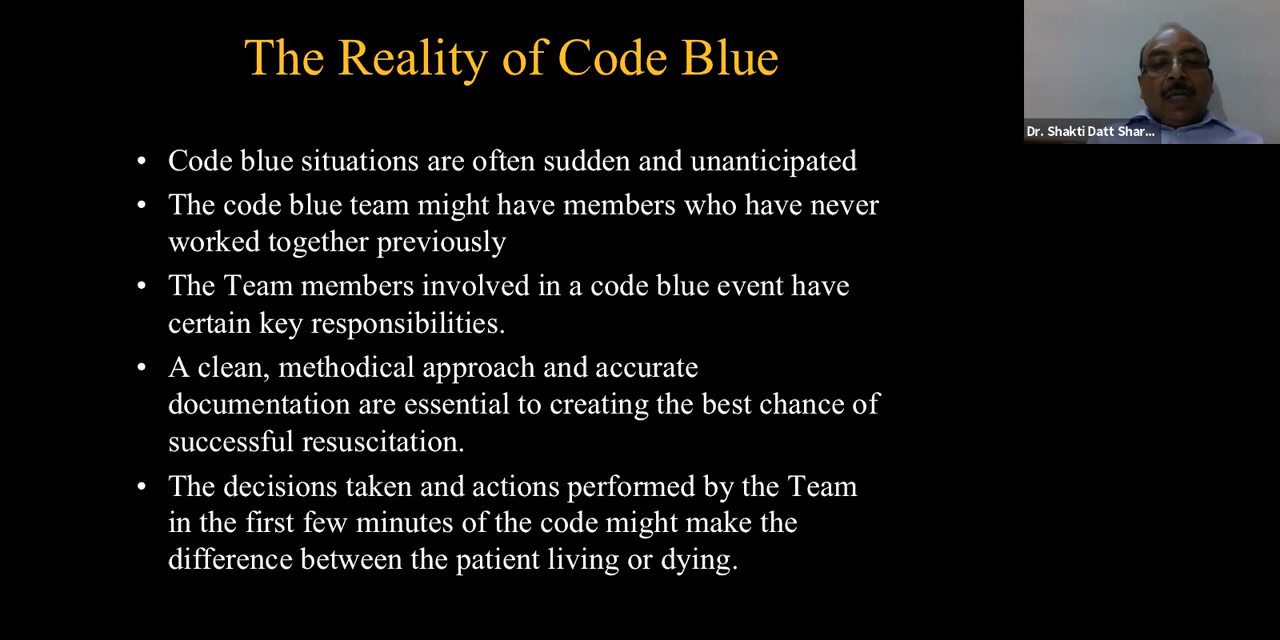 The Reality of Code Blue
Dr. Shakti Datt Shar...
• Code blue situations are often sudden and unanticipated
• The code blue team might have members who have never
worked together previously
• The Team members involved in a code blue event have
certain key responsibilities.
• A clean, methodical approach and accurate
documentation are essential to creating the best chance of
successful resuscitation.
• The decisions taken and actions performed by the Team
in the first few minutes of the code might make the
difference between the patient living or dying.